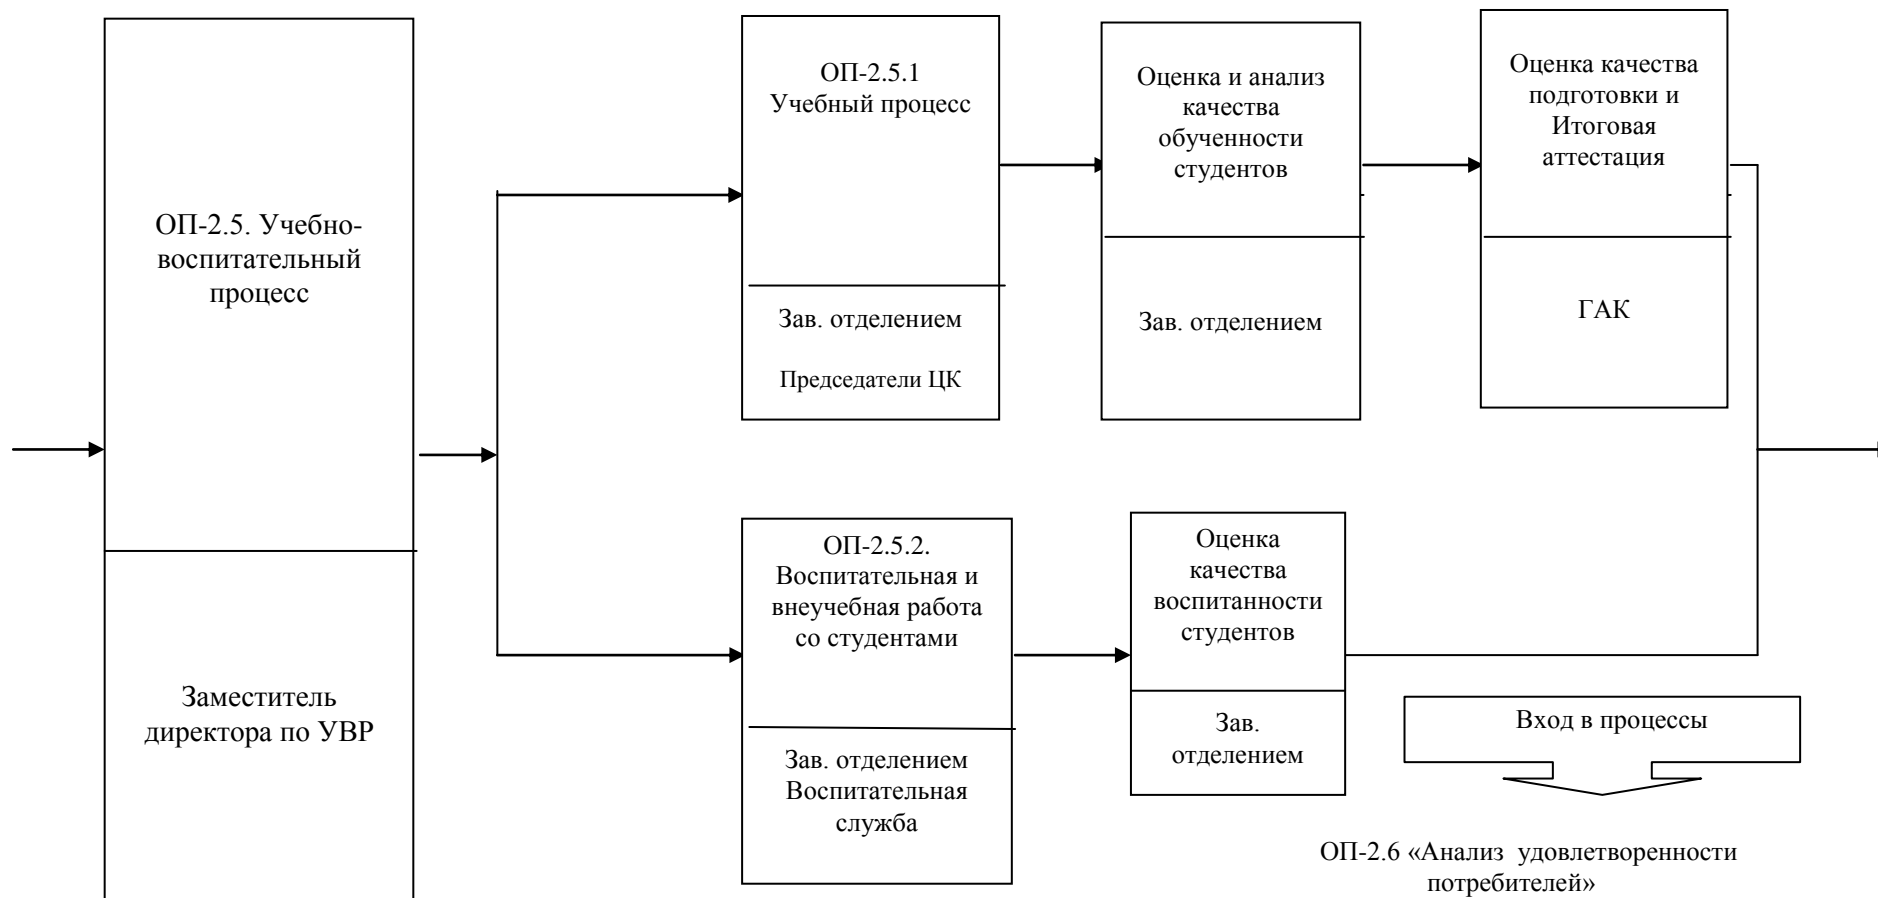 ОП-2.5. Учебно-
воспитательный
процесс
Заместитель
директора по УВР
ОП-2.5.1
Учебный процесс
Зав. отделением
Председатели ЦК
Оценка и анализ
качества
обученности
студентов
Зав. отделением
Оценка качества
подготовки и
Итоговая
аттестация
ГАК
ОП-2.5.2.
Воспитательная и
внеучебная работа
со студентами
Зав. отделением
Воспитательная
служба
Оценка
качества
воспитанности
студентов
Зав.
отделением
Вход в процессы
ОП-2.6 «Анализ удовлетворенности
потребителей»